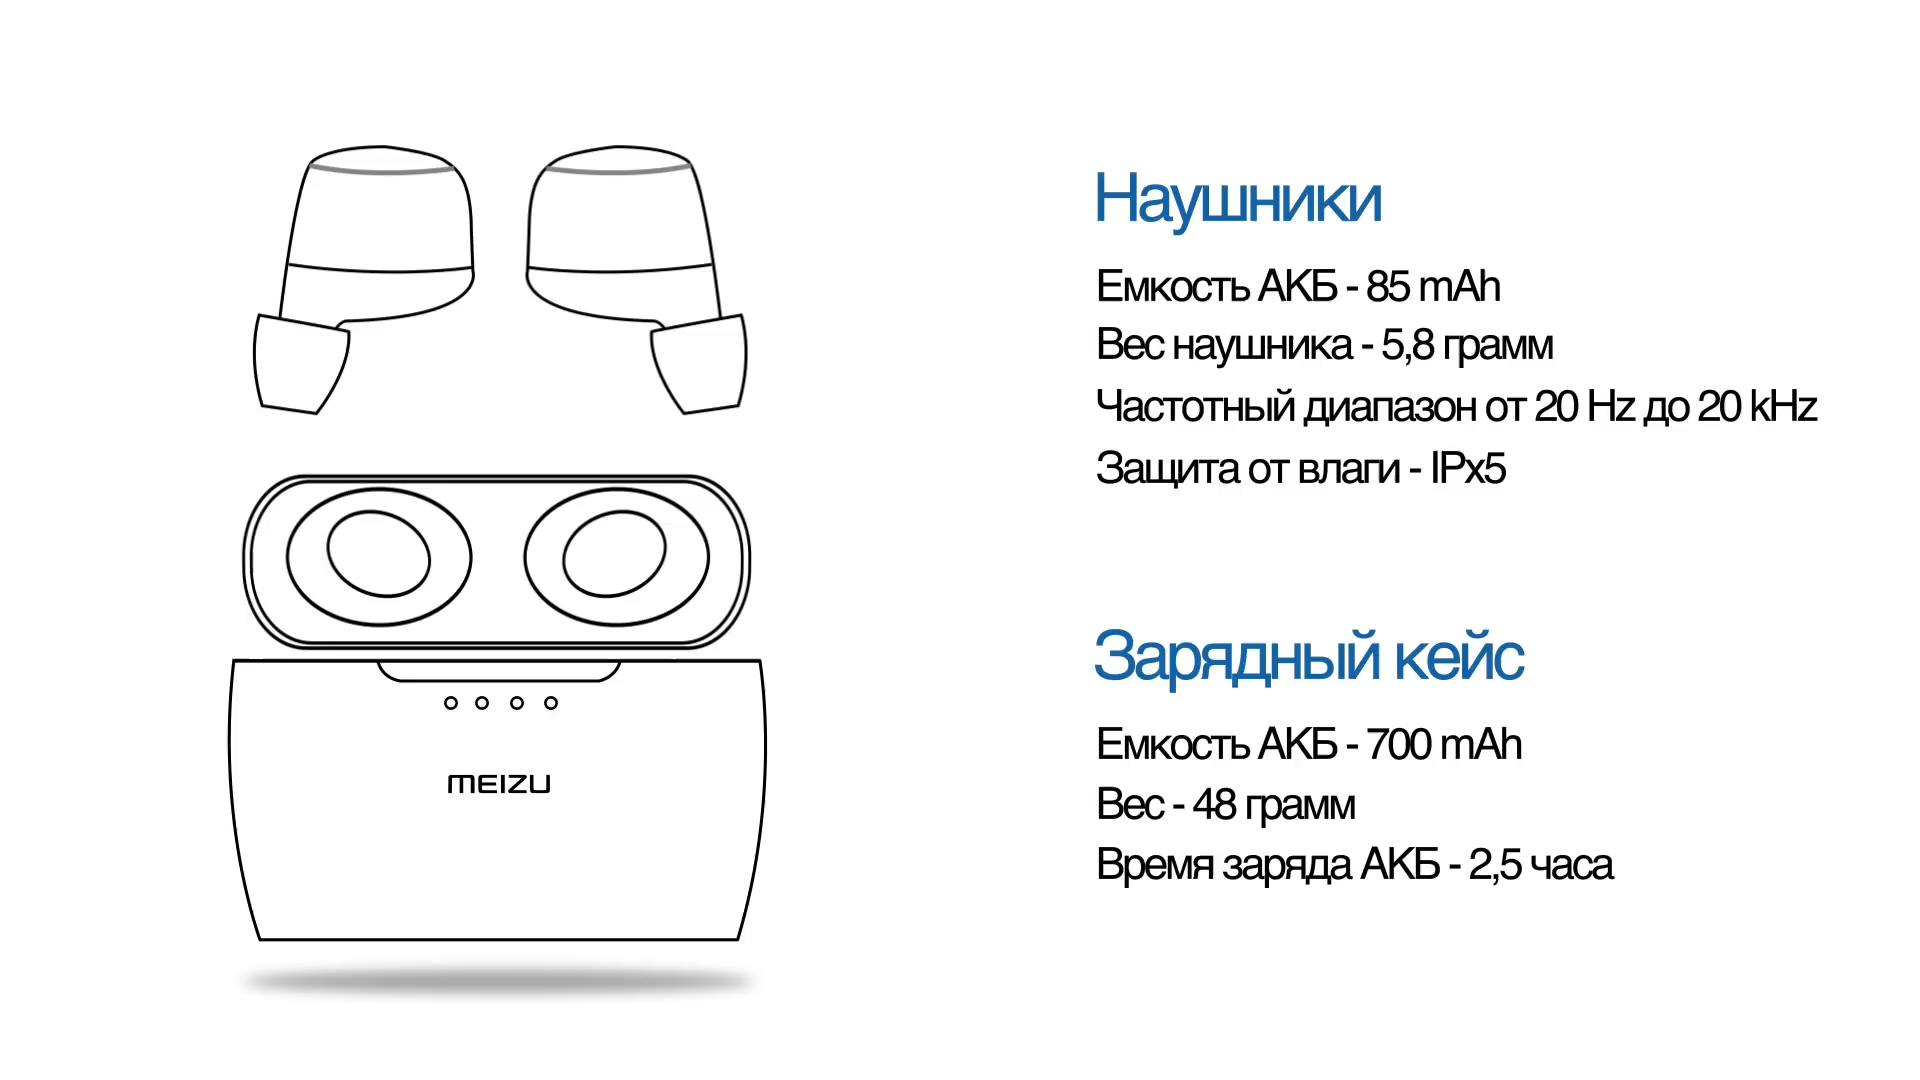 Наушники
Емкость АКБ - 85 mAh
Вес наушника - 5,8 грамм
Частотный диапазон от 20 Hz до 20 kHz
Защита от влаги - IPx5
MEIZU
Зарядный кейс
Емкость АКБ - 700 mAh
Вес - 48 грамм
Время заряда АКБ - 2,5 часа